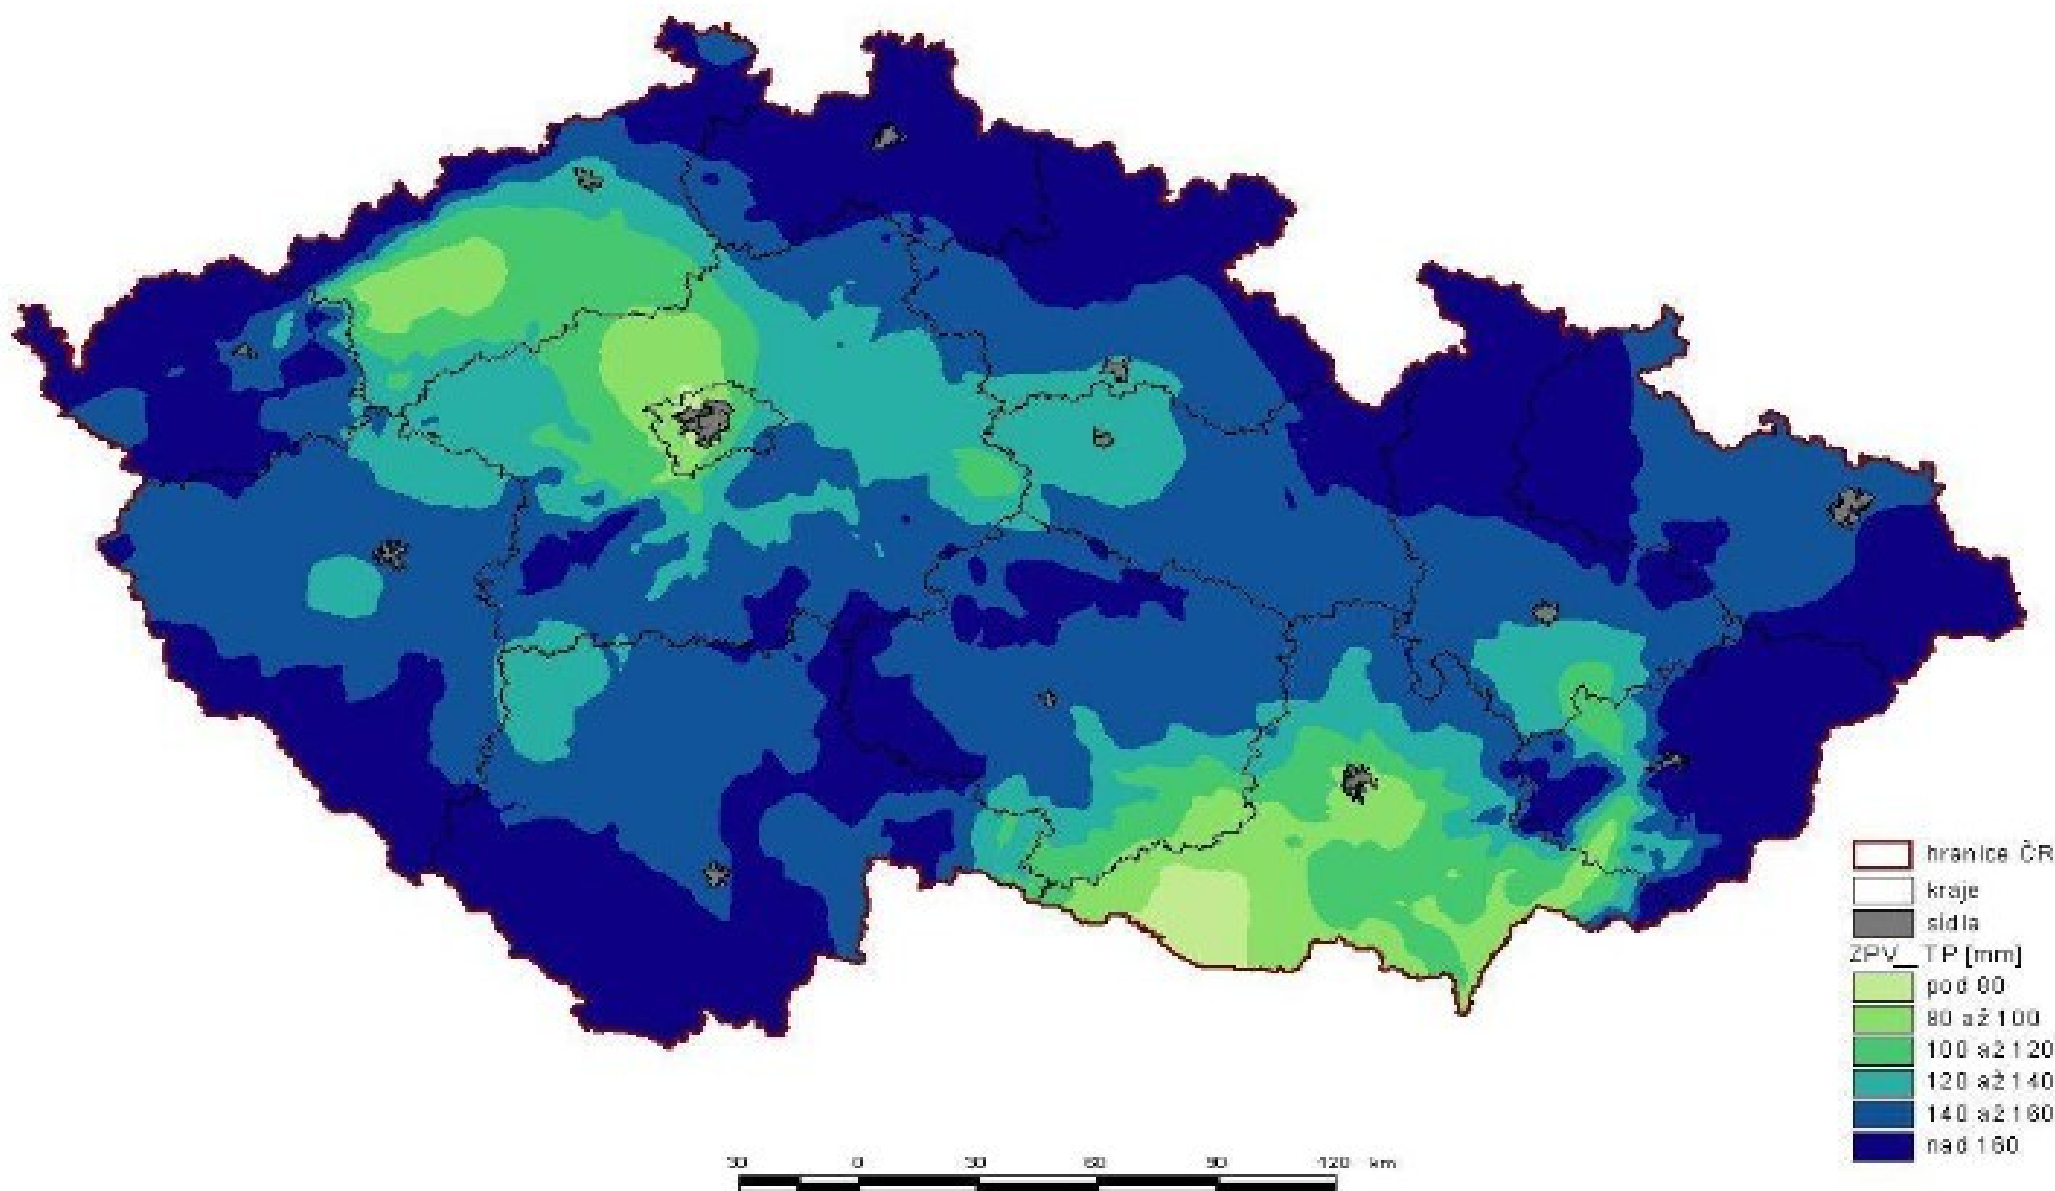 hranice ČR
kraje
sídla
ZPV_TP [mm]
pod 80
80 až 100
100 až 120
120 až 140
140 až 160
nad 160
30 0 30 60 90 120 km